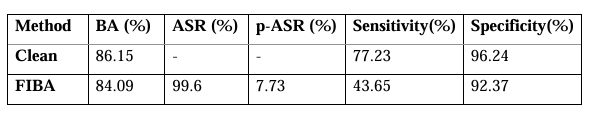 Method BA (%) ASR (%) p-ASR (%) Sensitivity(%) Specificity(%)
Clean 86.15 - - 77.23 96.24
FIBA 84.09 99.6 7.73 43.65 92.37